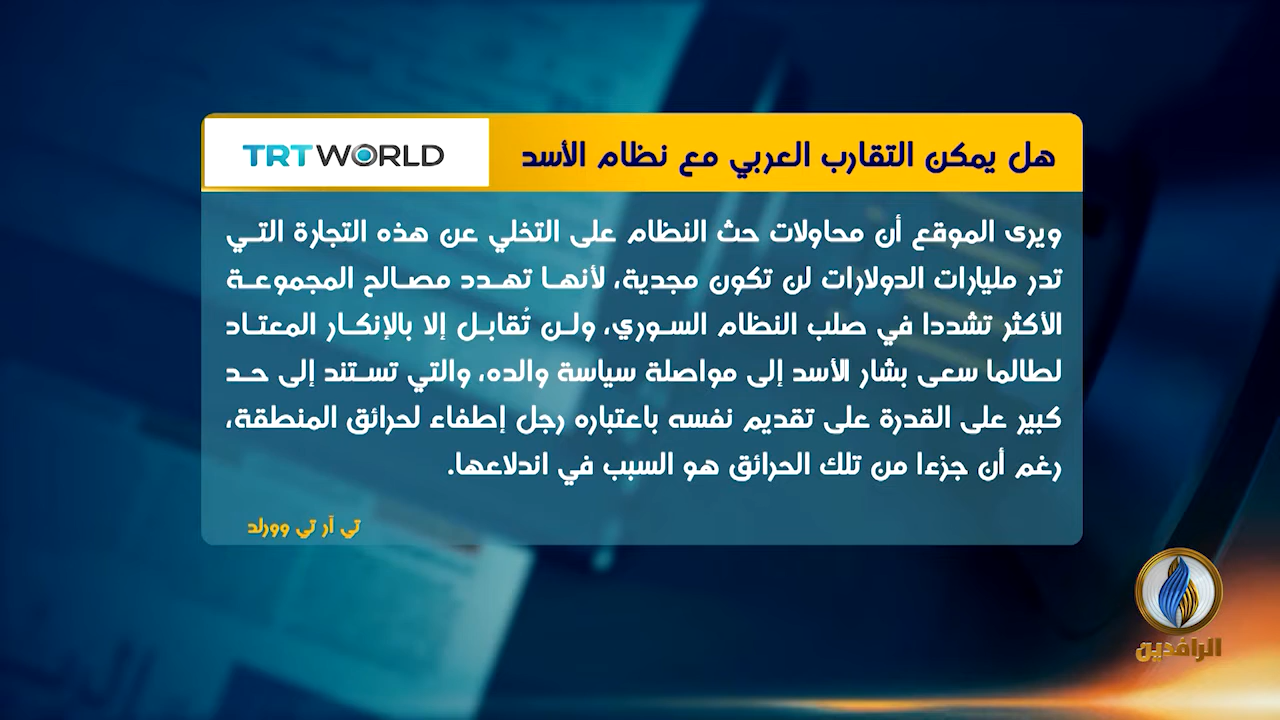 TRT WORLD
هل يمكن التقارب العربي مع نظام الأسد
ويرى الموقع أن محاولات حث النظام على التخلي عن هذه التجارة التي
تدر مليارات الدولارات لن تكون مجدية، لأنها تهدد مصالح المجموعة
الأكثر تشددا في صلب النظام السوري، ولن تُقابل إلا بالإنكار المعتاد
لطالما سعى بشار الأسد إلى مواصلة سياسة والده، والتي تستند إلى حد
كبير على القدرة على تقديم نفسه باعتباره رجل إطفاء لحرائق المنطقة،
رغم أن جزءا من تلك الحرائق هو السبب في اندلاعها.
تي آر تي وورلد
الرافدين